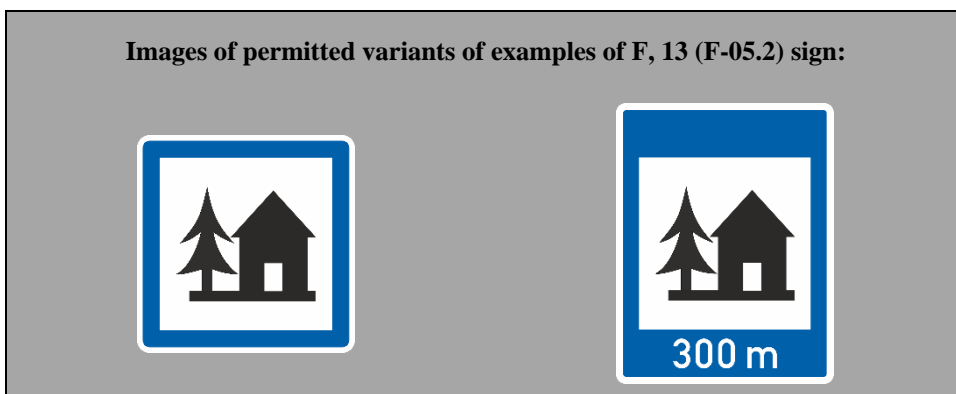 Images of permitted variants of examples of F, 13 (F-05.2) sign:
300 m